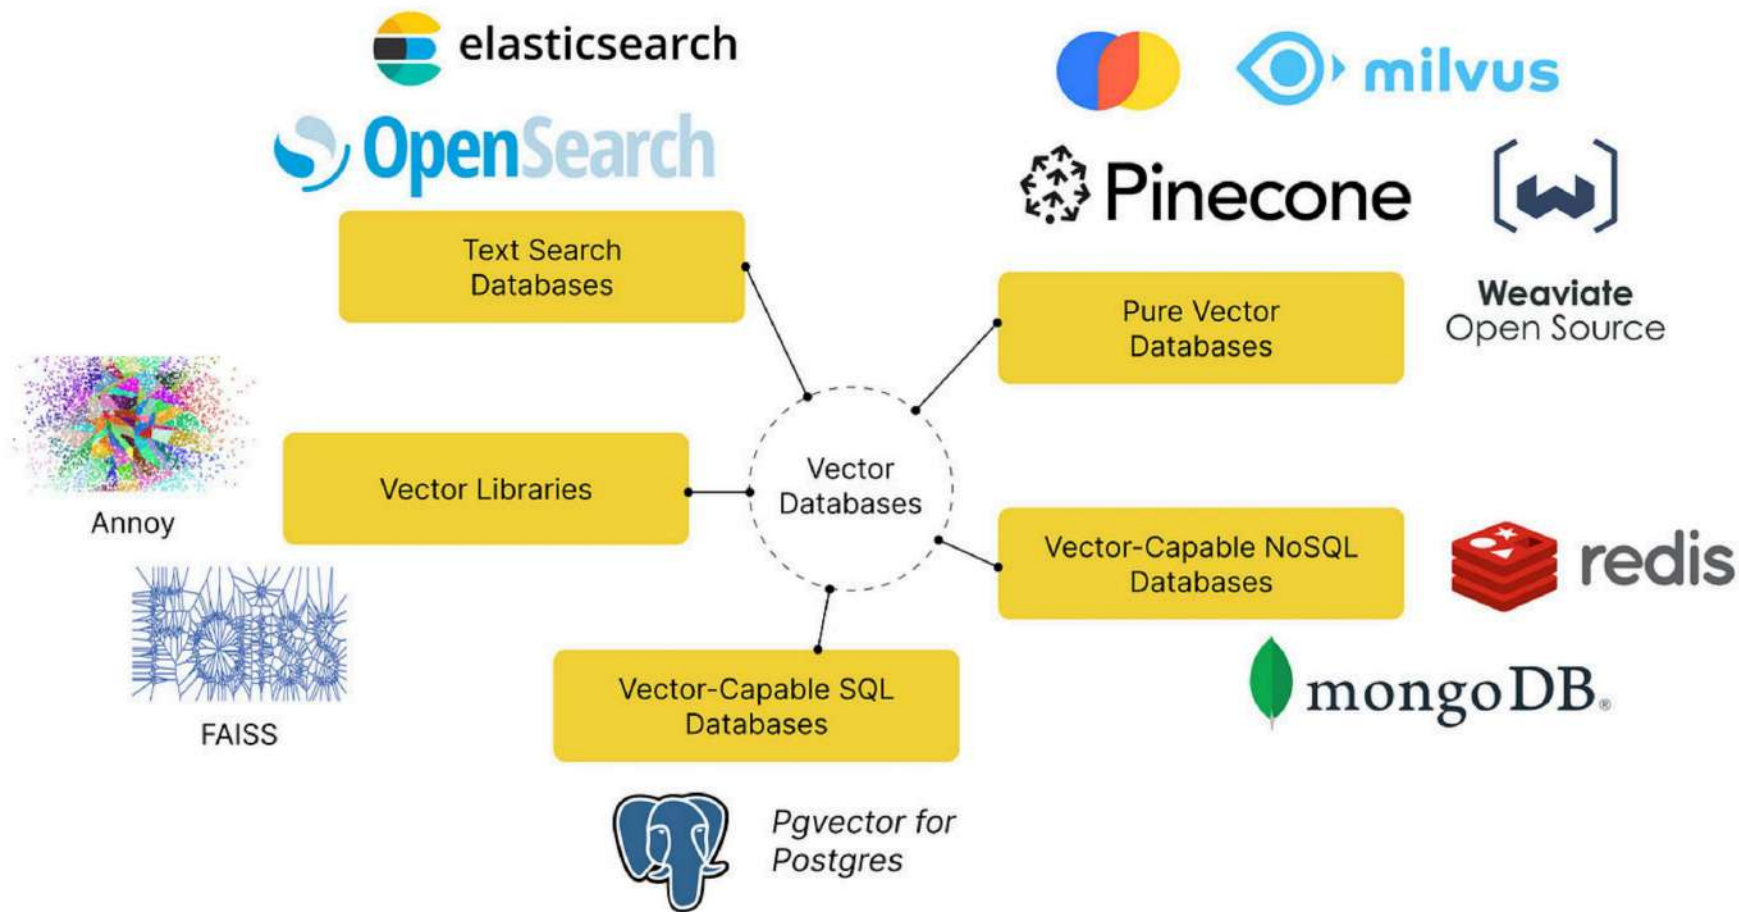 elasticsearch
OpenSearch
Text Search
Databases
milvus
Pinecone
Weaviate
Open Source
Pure Vector
Databases
Annoy
Vector Libraries
Vector
Databases
Vector-Capable NoSQL
Databases
redis
Faiss
FAISS
Vector-Capable SQL
Databases
mongoDB®
Pgvector for
Postgres